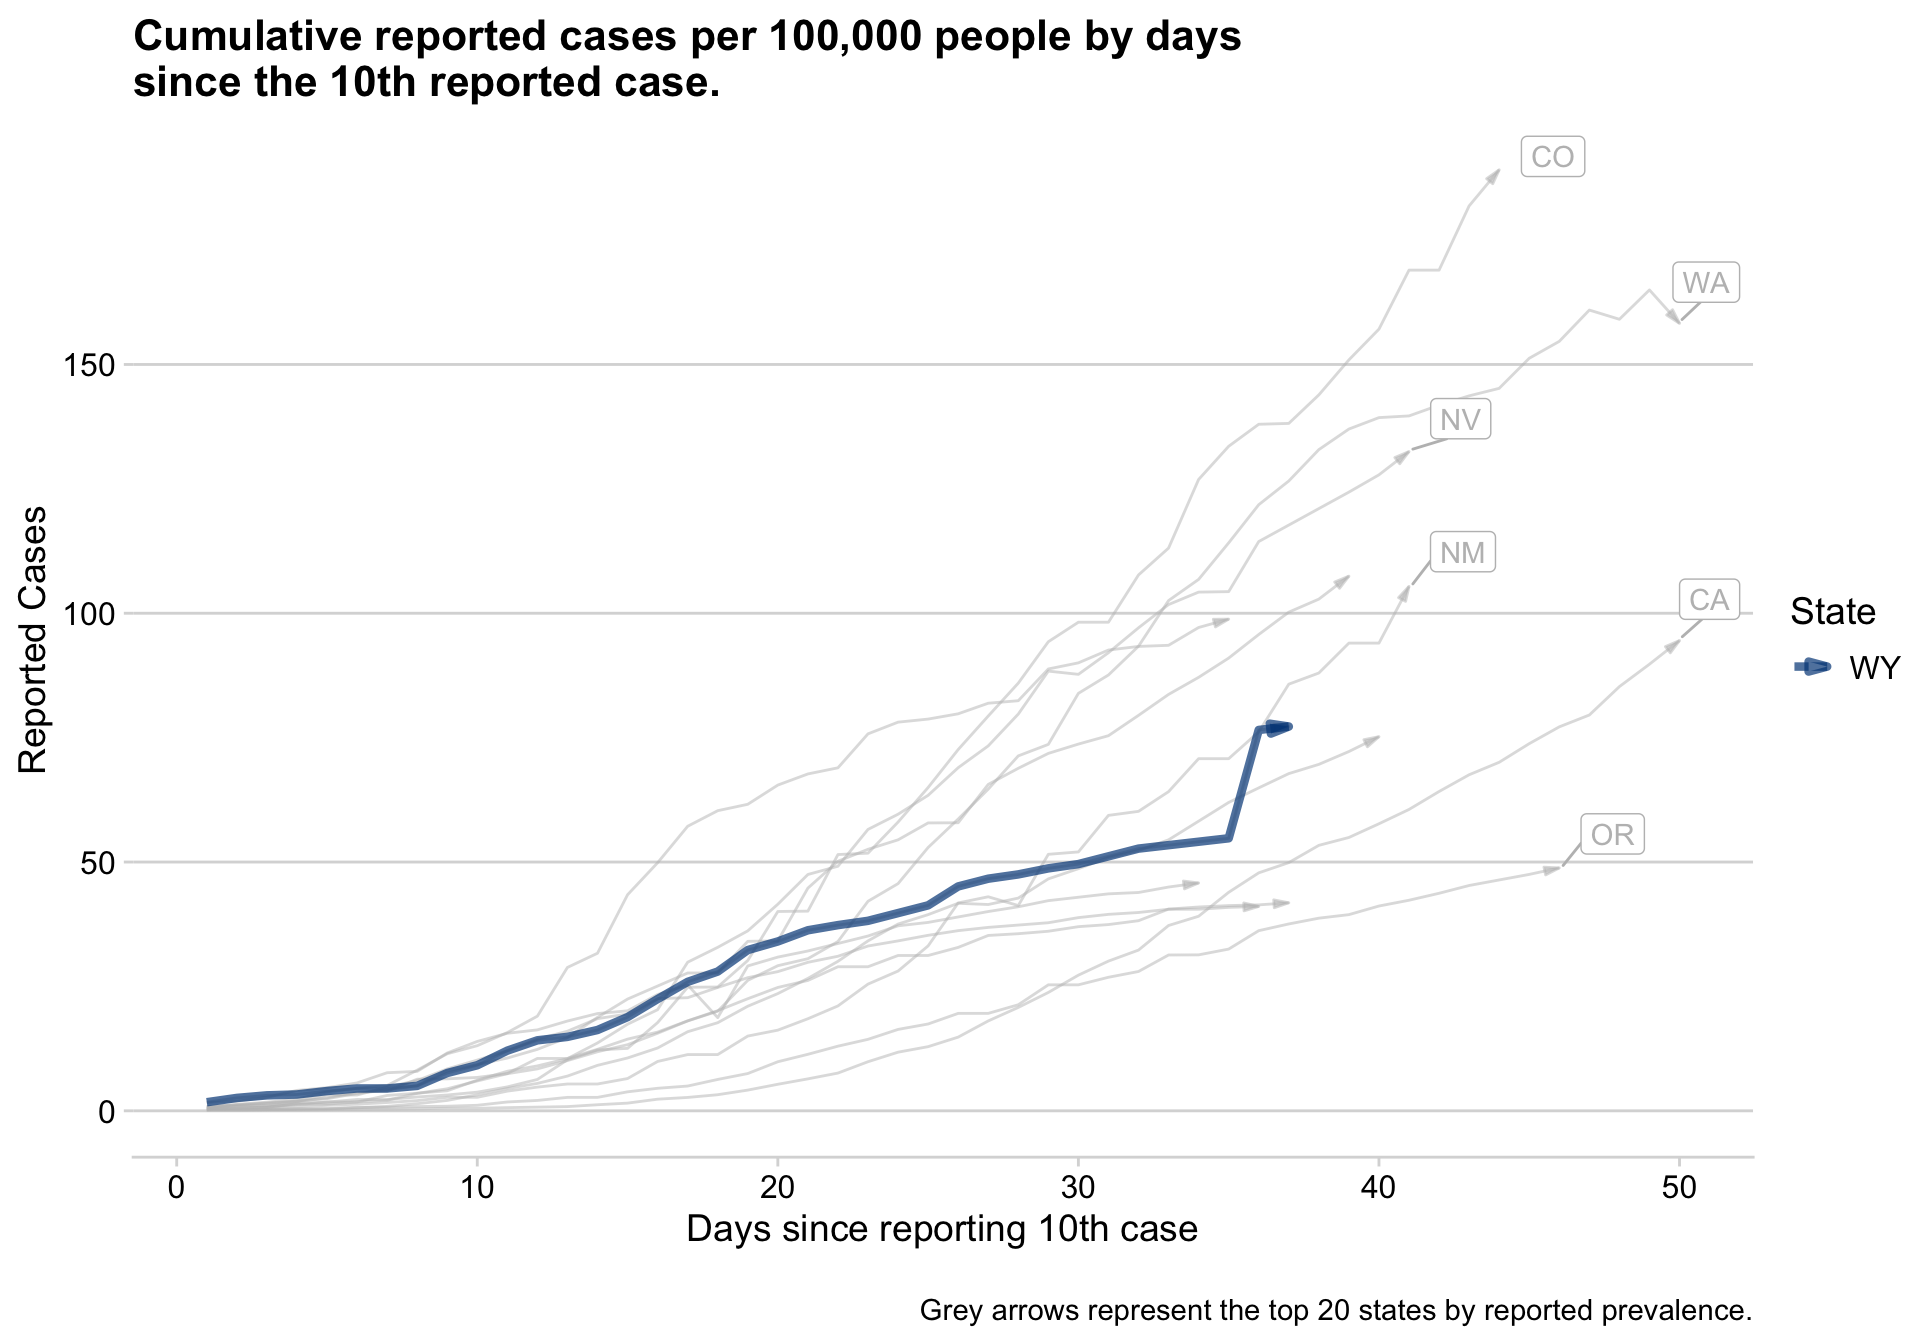 Cumulative reported cases per 100,000 people by days
since the 10th reported case.
CO
WA
150
NV
NM
100
CA
Reported Cases
State
WY
50
OR
0
0 10 20 30 40 50
Days since reporting 10th case
Grey arrows represent the top 20 states by reported prevalence.